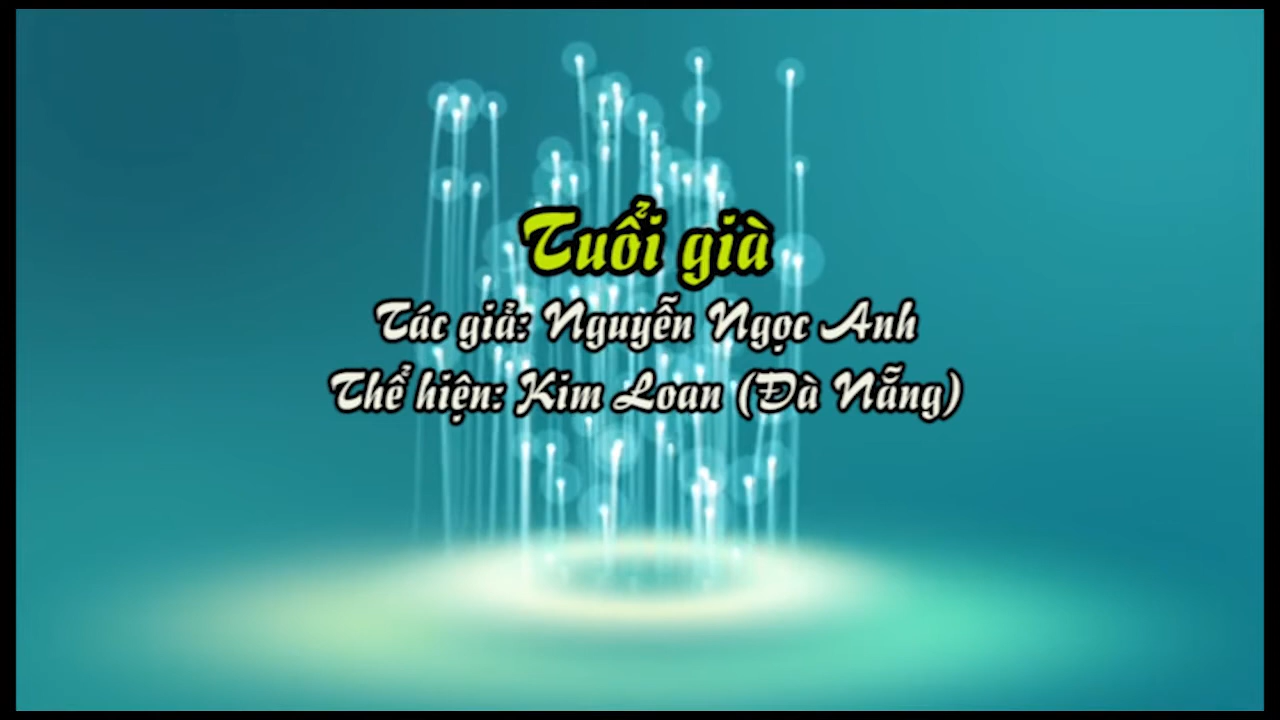 Tuổi già
Tác giả: Nguyễn Ngọc Anh
Thể hiện: Kim Loan (Đà Nẵng)